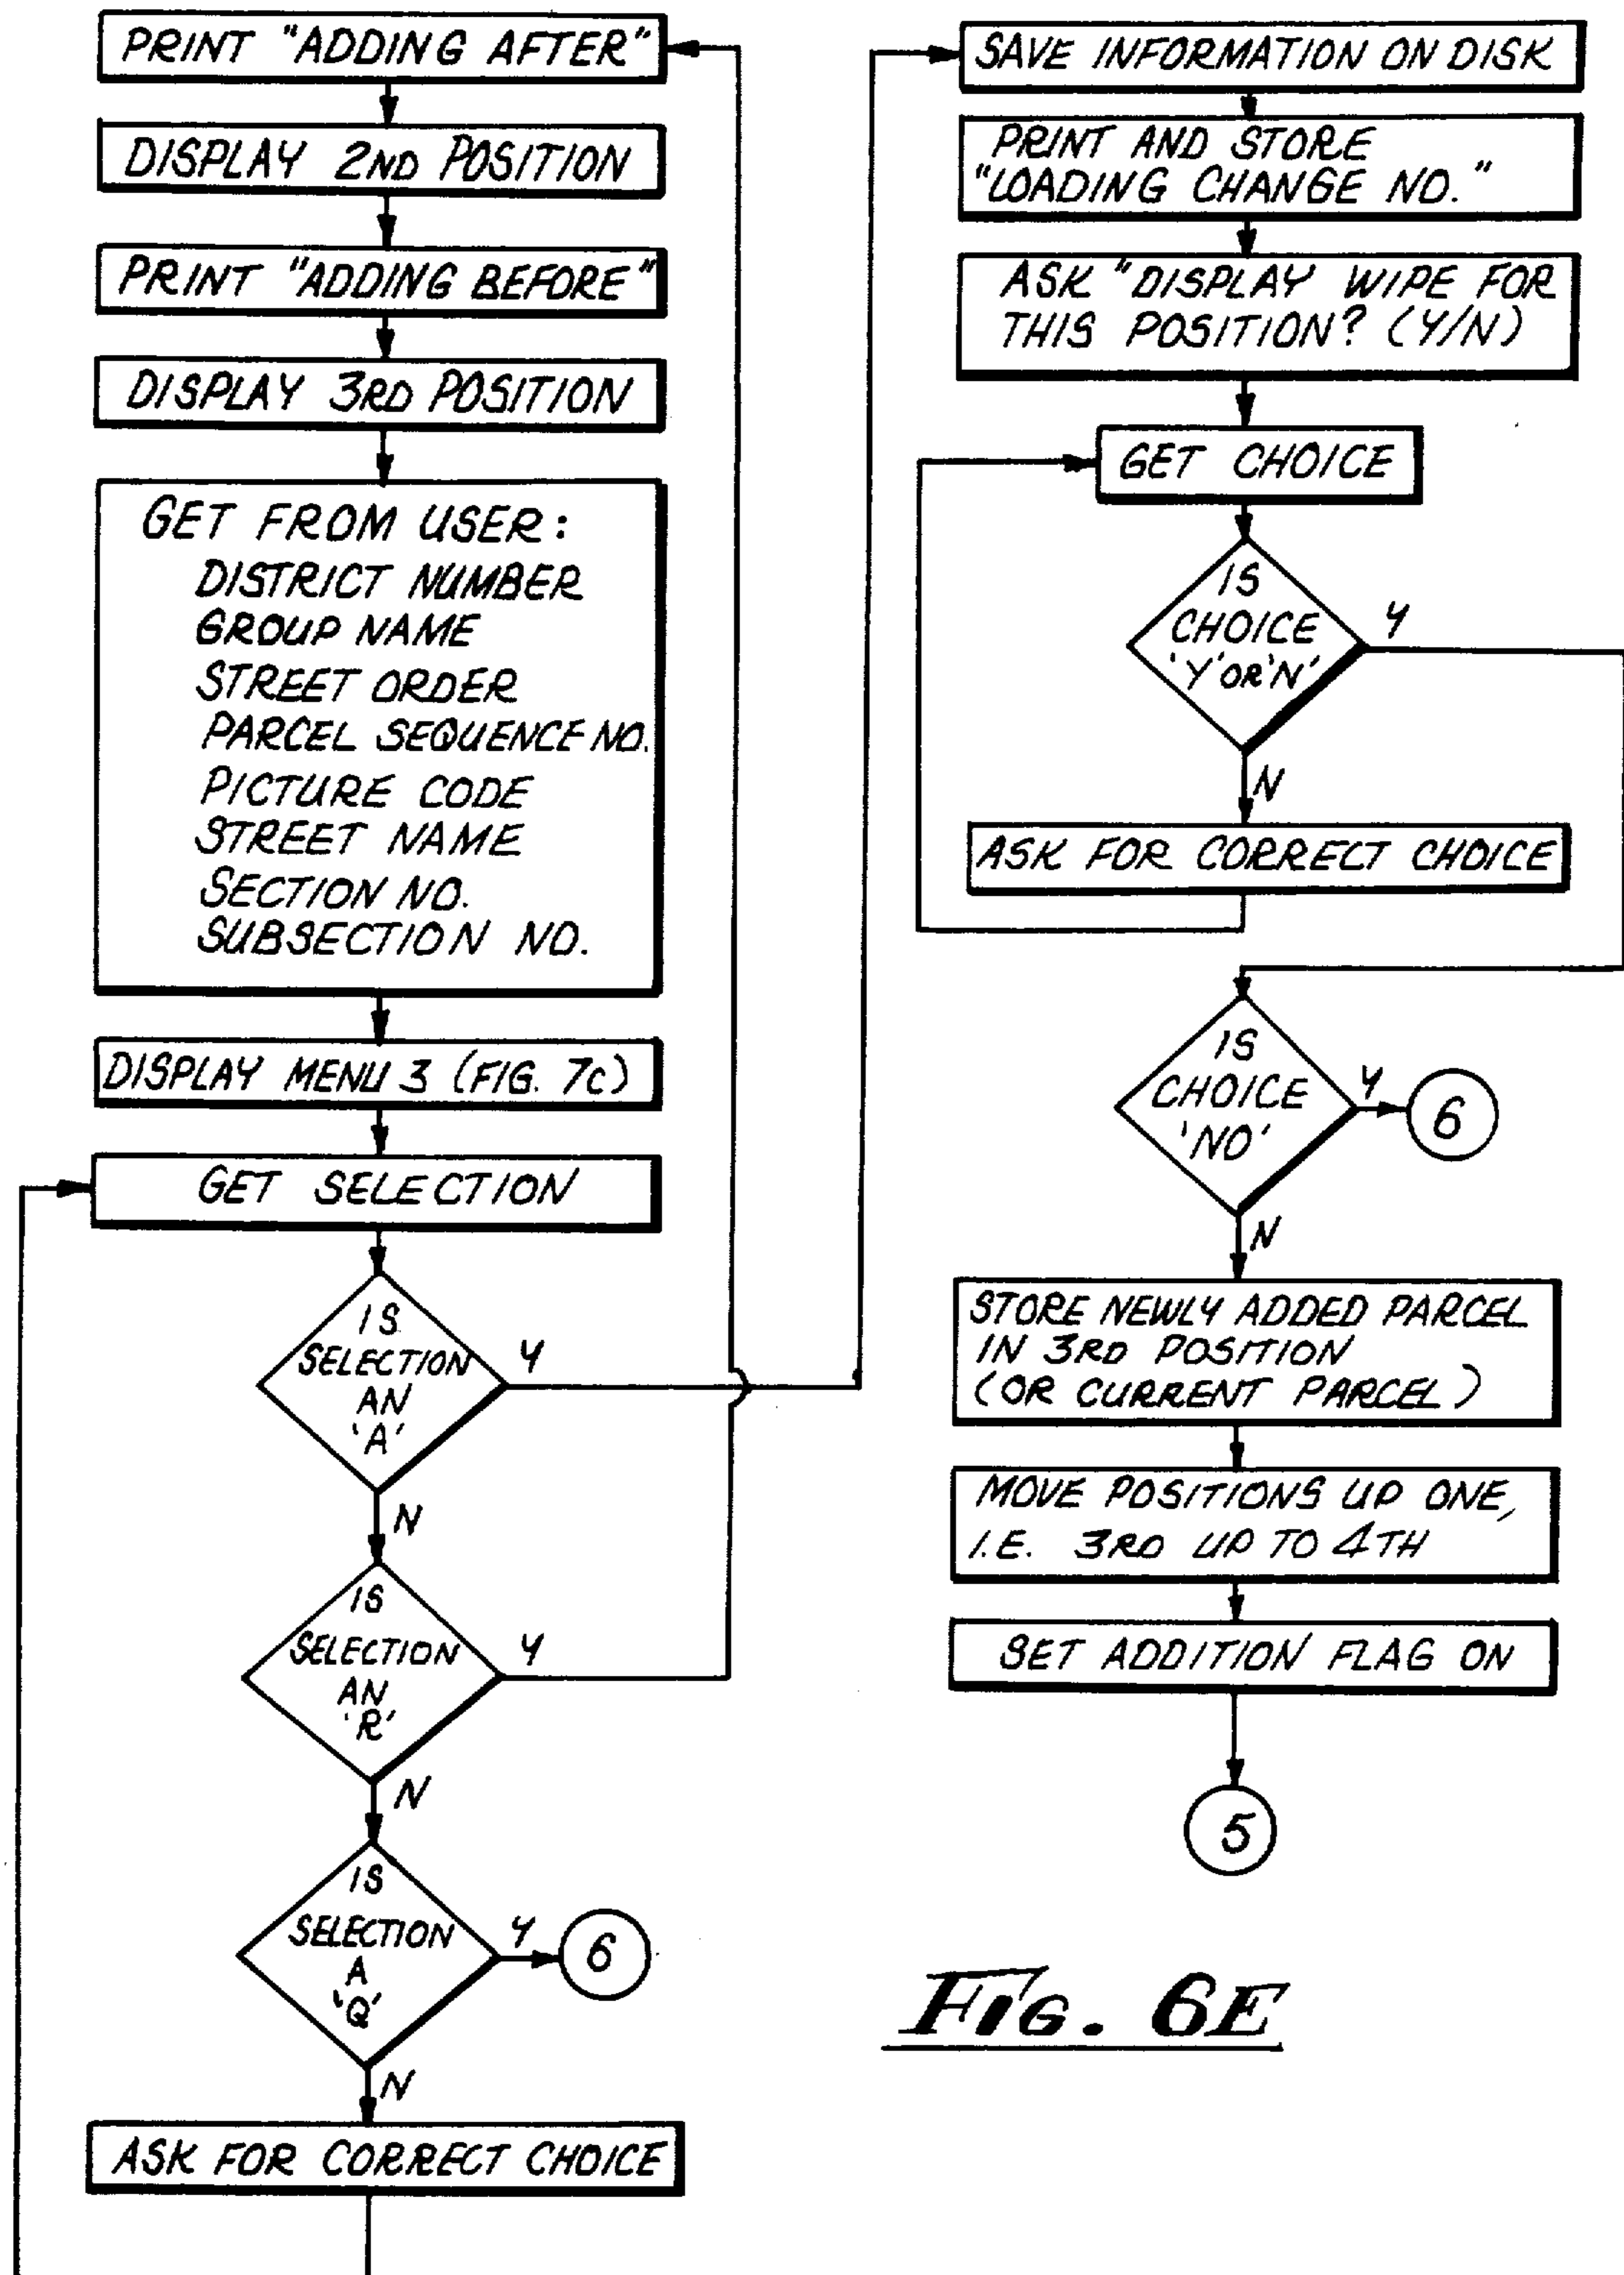 PRINT "ADDING AFTER"
DISPLAY 2ND POSITION
PRINT "ADDING BEFORE"
DISPLAY 3RD POSITION
GET FROM USER:
DISTRICT NUMBER
GROUP NAME
STREET ORDER
PARCEL SEQUENCE NO.
PICTURE CODE
STREET NAME
SECTION NO.
SUBSECTION NO.
DISPLAY MENU 3 (FIG. 7C)
GET SELECTION
IS
SELECTION
AN
'A'
Y
N
IS
SELECTION
AN
'R'
Y
N
IS
SELECTION
A
'Q'
Y
6
N
ASK FOR CORRECT CHOICE
SAVE INFORMATION ON DISK
PRINT AND STORE
"LOADING CHANGE NO."
ASK "DISPLAY WIPE FOR
THIS POSITION? (Y/N)
GET CHOICE
IS
CHOICE
'Y' OR 'N'
Y
N
ASK FOR CORRECT CHOICE
IS
CHOICE
'NO'
Y
6
N
STORE NEWLY ADDED PARCEL
IN 3RD POSITION
(OR CURRENT PARCEL)
MOVE POSITIONS UP ONE,
I.E. 3RD UP TO 4TH
SET ADDITION FLAG ON
5
FIG. 6E